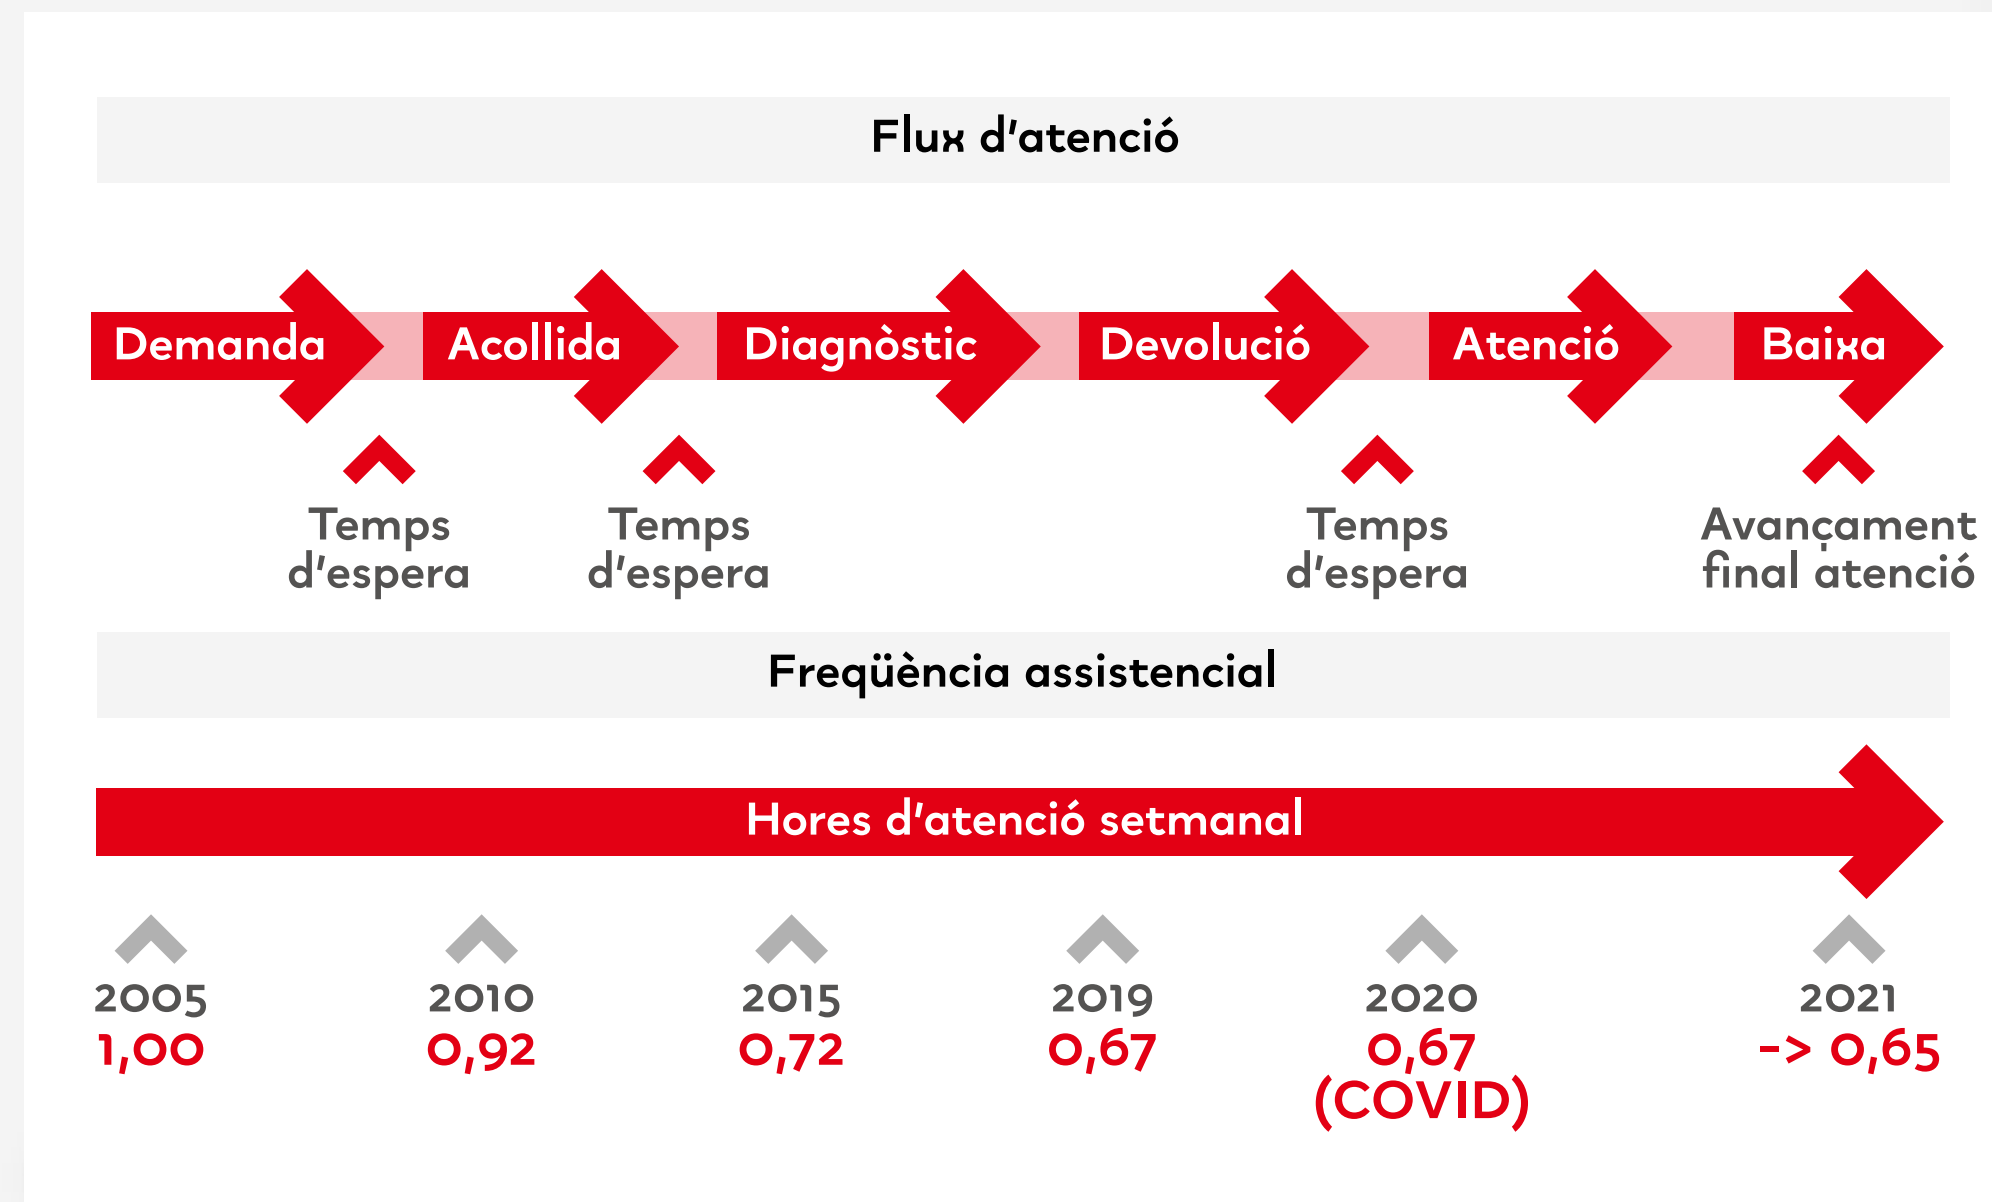 Flux d'atenció
Demanda
Acollida
Diagnòstic
Devolució
Atenció
Baixa
Temps
d'espera
Temps
d'espera
Temps
d'espera
Avançament
final atenció
Freqüència assistencial
Hores d'atenció setmanal
2005
1,00
2010
0,92
2015
0,72
2019
0,67
2020
0,67
(COVID)
2021
-> 0,65